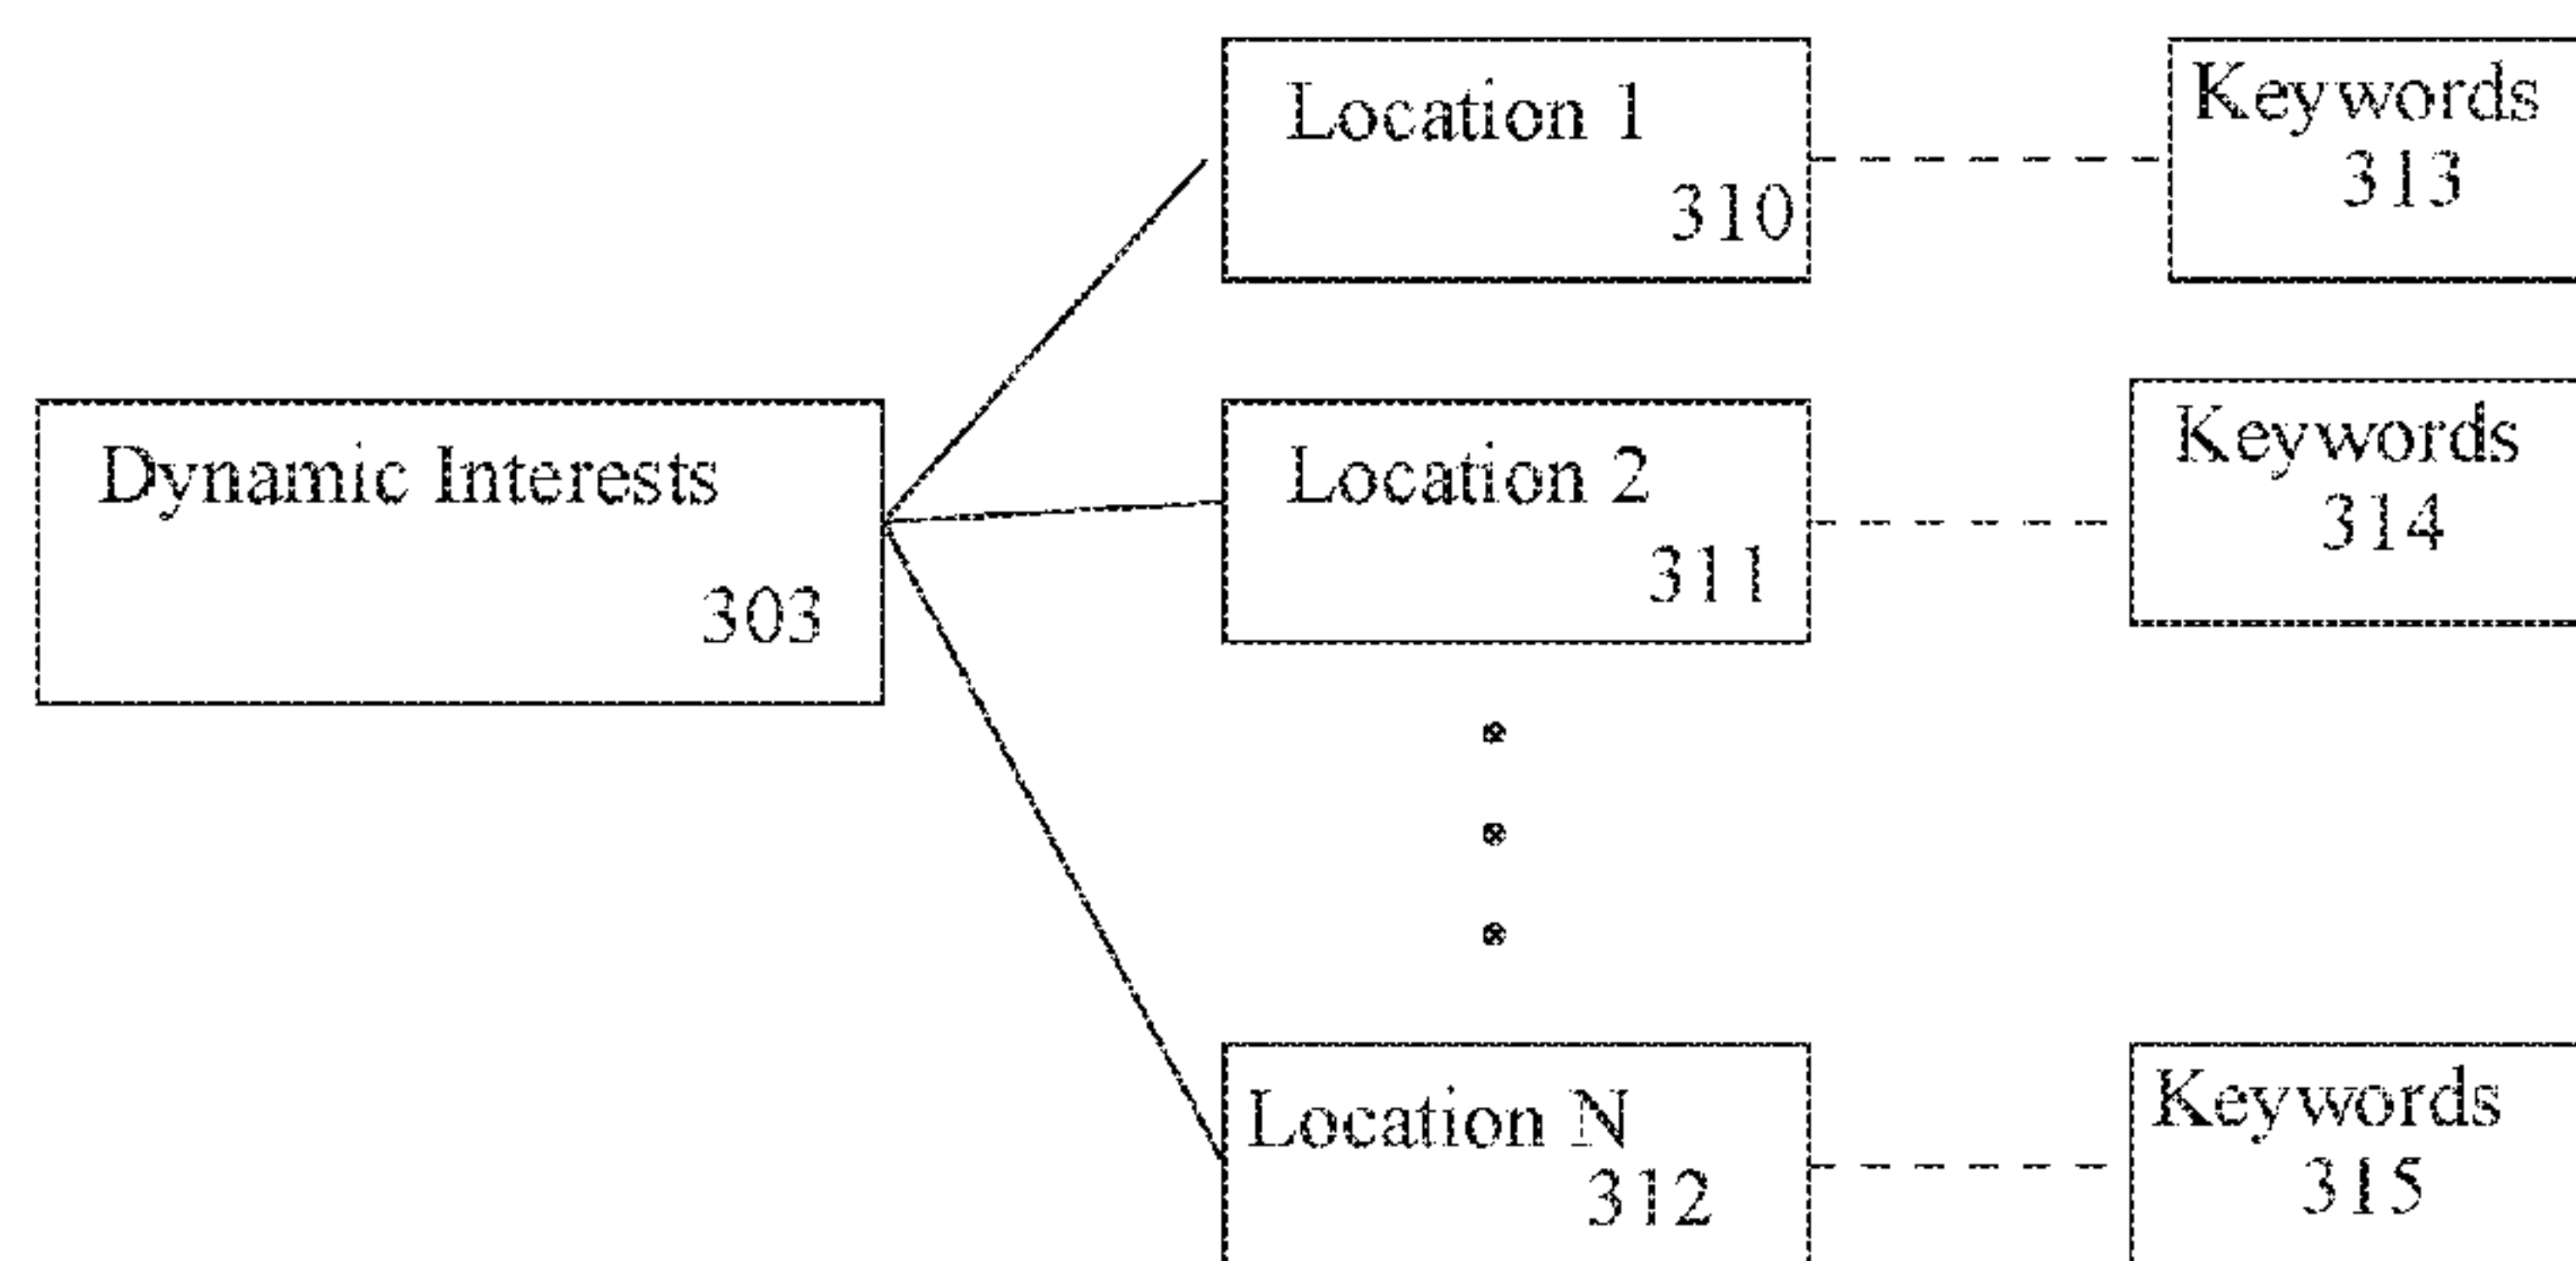 Location 1
310
Keywords
313
Dynamic Interests
303
Location 2
311
Keywords
314
Location N
312
Keywords
315